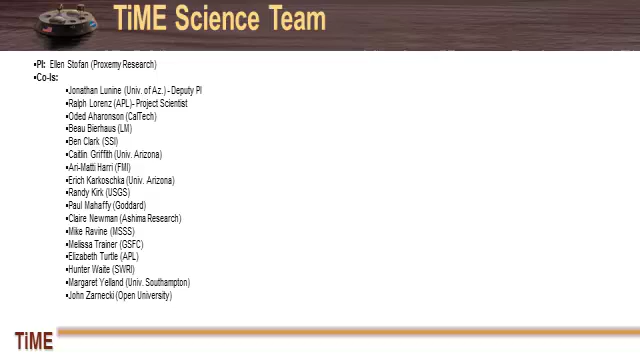 TiME Science Team
▪PI: Ellen Stofan (Proxemy Research)
▪Co-Is:
▪Jonathan Lunine (Univ. of Az.) - Deputy PI
▪Ralph Lorenz (APL)- Project Scientist
▪Oded Aharonson (CalTech)
▪Beau Bierhaus (LM)
▪Ben Clark (SSI)
▪Caitlin Griffith (Univ. Arizona)
▪Ari-Matti Harri (FMI)
▪Erich Karkoschka (Univ. Arizona)
▪Randy Kirk (USGS)
▪Paul Mahaffy (Goddard)
▪Claire Newman (Ashima Research)
▪Mike Ravine (MSSS)
▪Melissa Trainer (GSFC)
▪Elizabeth Turtle (APL)
▪Hunter Waite (SWRI)
▪Margaret Yelland (Univ. Southampton)
▪John Zarnecki (Open University)
TiME